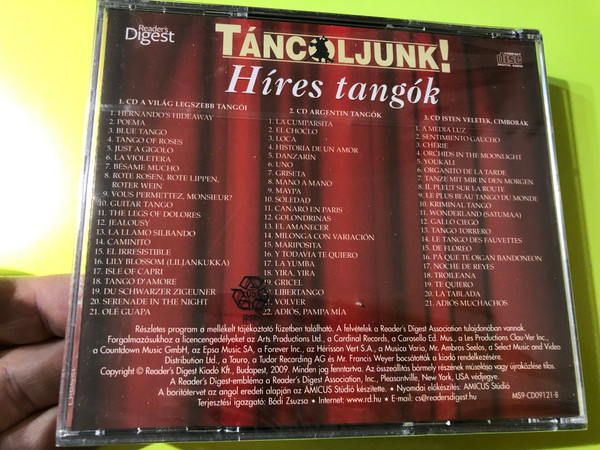 Reader's
Digest
TÁNCOLJUNK!
COMPACT
disc
DIGITAL AUDIO
Híres tangók
1. CD A VILÁG LEGSZEBB TANGÓI
1. HERNANDO'S HIDEAWAY
2. POEMA
3. BLUE TANGO
4. TANGO OF ROSES
5. JUST A GIGOLO
6. LA VIOLETERA
7. BÉSAME MUCHO
8. ROTE ROSEN, ROTE LIPPEN,
ROTER WEIN
9. VOUS PERMETTEZ, MONSIEUR?
10. GUITAR TANGO
11. THE LEGS OF DOLORES
12. JEALOUSY
13. LA LLAMO SILBANDO
14. CAMINITO
15. EL IRRESISTIBLE
16. LILY BLOSSOM (LILJANKUKKA)
17. ISLE OF CAPRI
18. TANGO D'AMORE
19. DU SCHWARZER ZIGEUNER
20. SERENADE IN THE NIGHT
21. OLÉ GUAPA
2. CD ARGENTIN TANGÓK
1. LA CUMPARSITA
2. EL CHOCLO
3. LOCA
4. HISTORIA DE UN AMOR
5. DANZARÍN
6. UNO
7. GRISETA
8. MANO A MANO
9. MAYPA
10. SOLEDAD
11. CANARO EN PARIS
12. GOLONDRINAS
13. EL AMANECER
14. MILONGA CON VARIACIÓN
15. MARIPOSITA
16. Y TODAVIA TE QUIERO
17. LA YUMBA
18. YIRA, YIRA
19. GRICEL
20. LIBERTANGO
21. VOLVER
22. ADIÓS, PAMPA MÍA
3. CD ISTEN VELETEK, CIMBORÁK
1. A MEDIA LUZ
2. SENTIMIENTO GAUCHO
3. CHÉRIE
4. ORCHIDS IN THE MOONLIGHT
5. YOUKALI
6. ORGANITO DE LA TARDE
7. TANZE MIT MIR IN DEN MORGEN
8. IL PLEUT SUR LA ROUTE
9. LE PLUS BEAU TANGO DU MONDE
10. KRIMINAL TANGO
11. WONDERLAND (SATUMAA)
12. GALLO CIEGO
13. TANGO TORRERO
14. LE TANGO DES FAUVETTES
15. DE FLOREANA
16. PÁ QUE TE OIGAN BANDONEON
17. NOCHE DE REYES
18. TROILEANA
19. TE QUIERO
20. LA TABLADA
21. ADIÓS MUCHACHOS
Részletes program a mellékelt tájékoztató füzetben található. A felvételek a Reader's Digest Association tulajdonában vannak.
Forgalmazásukhoz a licencengedélyeket az Arts Productions Ltd., a Cardinal Records, a Carosello Ed. Mus., a Les Productions Clau-Ver Inc.,
a Countdown Music GmbH, az Epsa Music SA, a Forever Inc., az Hérisson Vert S.A., a Musica Varia, Mr. Ambros Seelos, a Select Music and Video
Distribution Ltd., a Tauro, a Tudor Recording AG és Mr. Francis Weyer bocsátották a kiadó rendelkezésére.
Copyright © Reader's Digest Kiadó Kft., Budapest, 2009. Minden jog fenntartva. Az összeállítás bármely részének műsekáú vagy újraközlése tilos.
A Reader's Digest-embléma a Reader's Digest Association, Inc., Pleasantville, New York, USA védjegye.
A borítótervet az angol eredeti alapján az AMICUS Stúdió készítette. • Nyomdai előkészítés: AMICUS Stúdió
Terjesztési igazgató: Bódi Zsuzsa • Internet: www.rd.hu • E-mail: cs@readersdigest.hu
MS9-CD09121-B